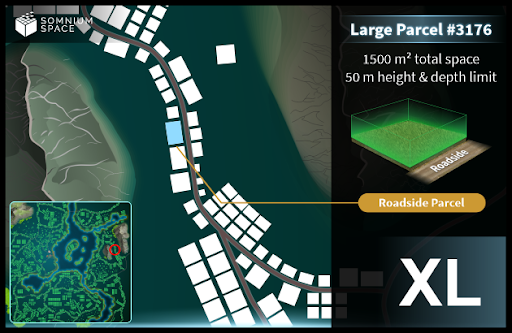 SOMNIUM
SPACE
Large Parcel #3176
1500 m² total space
50 m height & depth limit
Roadside
Roadside Parcel
XL